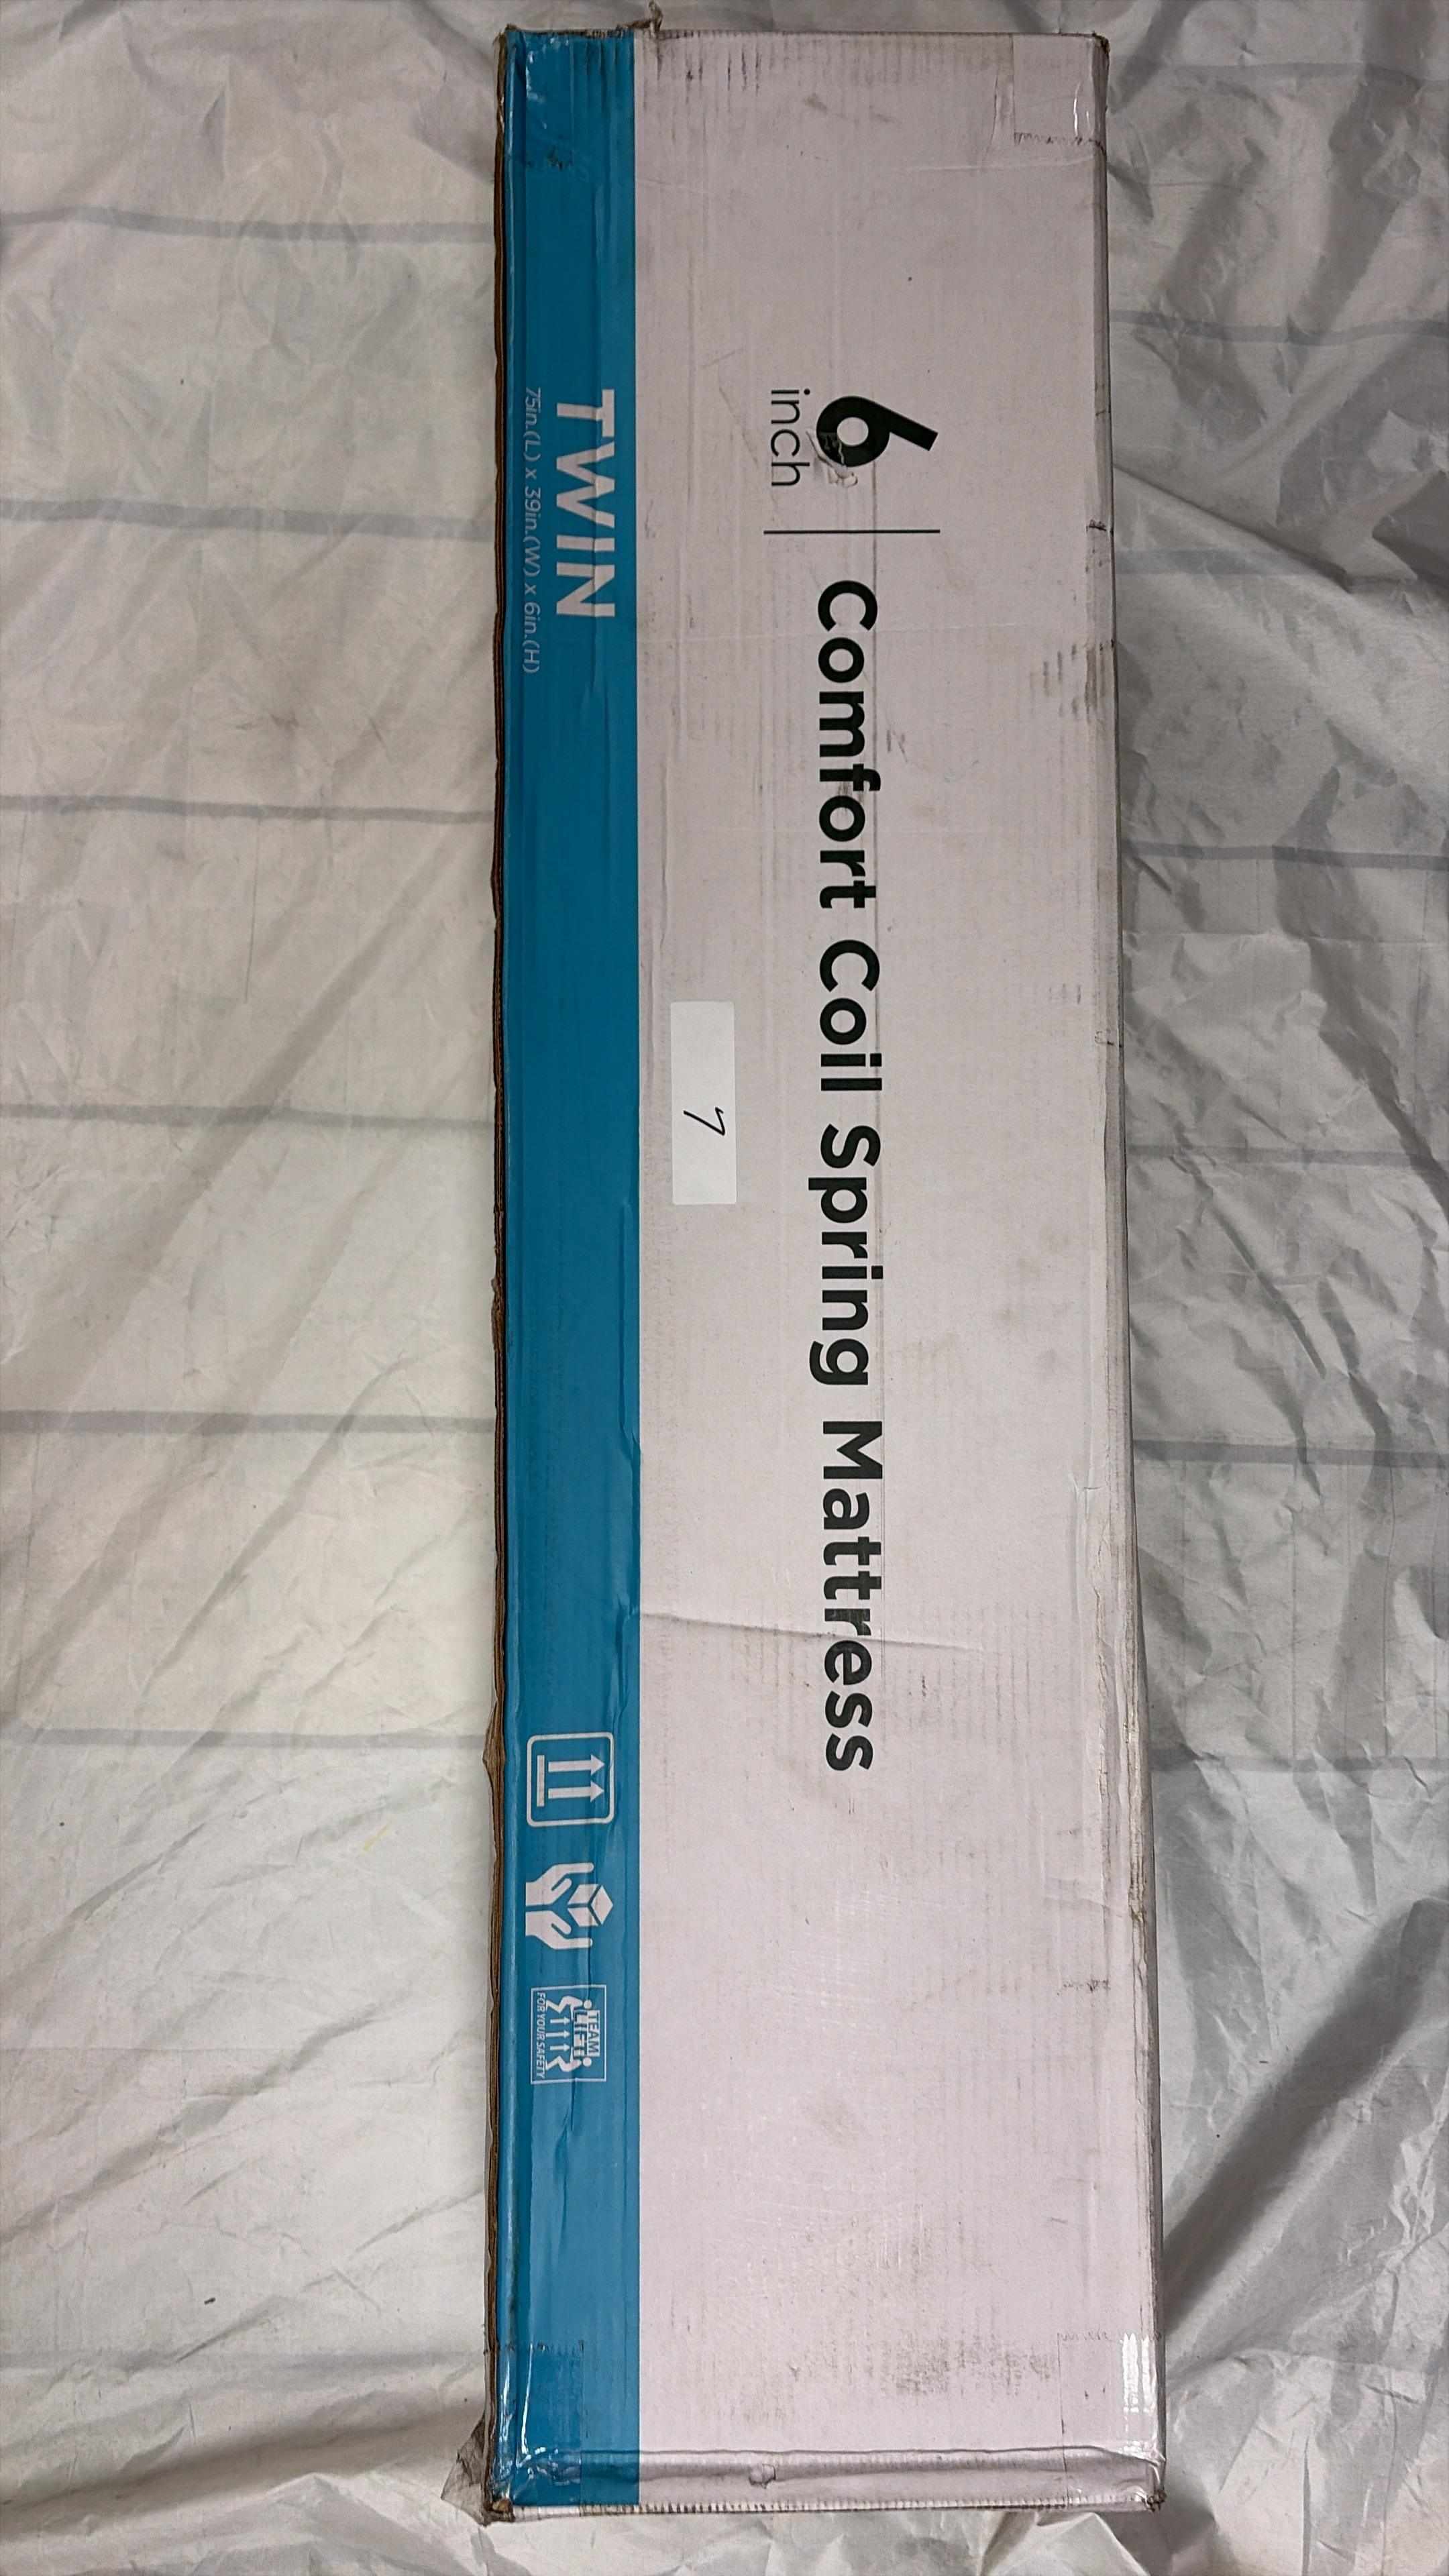 6
inch
Comfort Coil Spring Mattress
7
TWIN
75in.(L) x 39in.(W) x 6in.(H)
TEAM
LIFT
FOR YOUR SAFETY